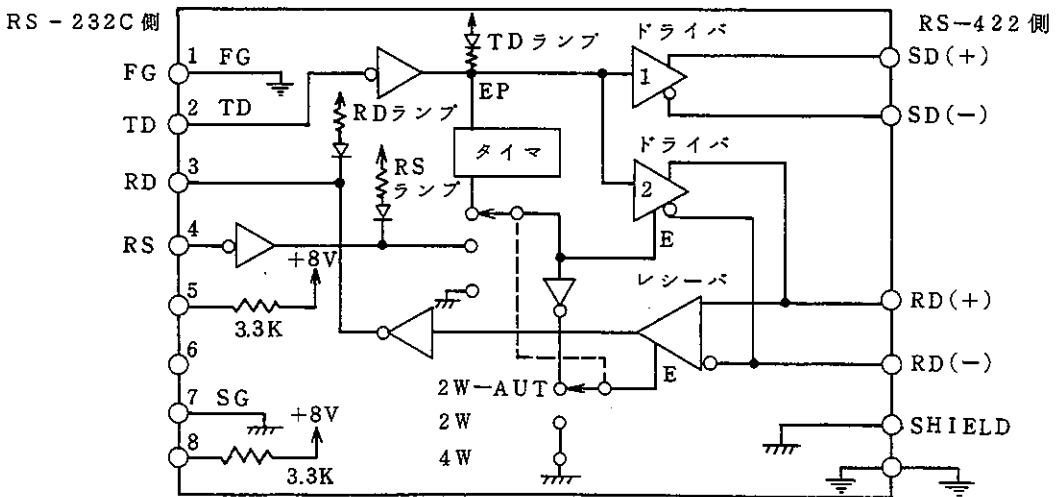 RS-232C側
RS-422側
1 FG
FG
2 TD
TD
3
RD
4
RS
5
+8V
3.3K
6
7 SG
8
+8V
3.3K
TDランプ
EP
RDランプ
RS
ランプ
タイマ
ドライバ
1
ドライバ
2
E
レシーバ
E
2W-AUT
2W
4W
SD(+)
SD(-)
RD(+)
RD(-)
SHIELD